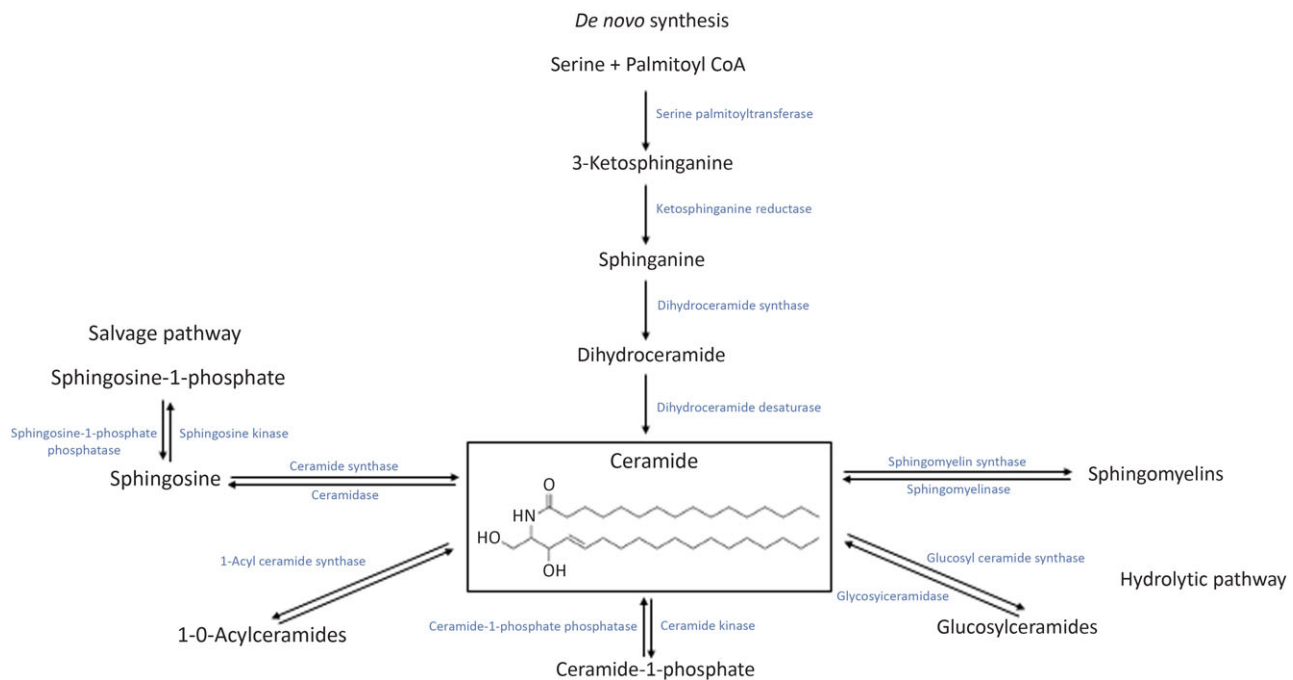 De novo synthesis
Serine + Palmitoyl CoA
Serine palmitoyltransferase
3-Ketosphinganine
Ketosphinganine reductase
Sphinganine
Dihydroceramide synthase
Dihydroceramide
Dihydroceramide desaturase
Salvage pathway
Sphingosine-1-phosphate
Sphingosine-1-phosphate
phosphatase
Sphingosine kinase
Sphingosine
Ceramide synthase
Ceramidase
Ceramide
O
HN
HO
OH
Sphingomyelin synthase
Sphingomyelinase
Sphingomyelins
1-Acyl ceramide synthase
1-0-Acylceramides
Ceramide-1-phosphate phosphatase
Ceramide kinase
Ceramide-1-phosphate
Glucosyl ceramide synthase
Glycosyiceramidase
Glucosylceramides
Hydrolytic pathway